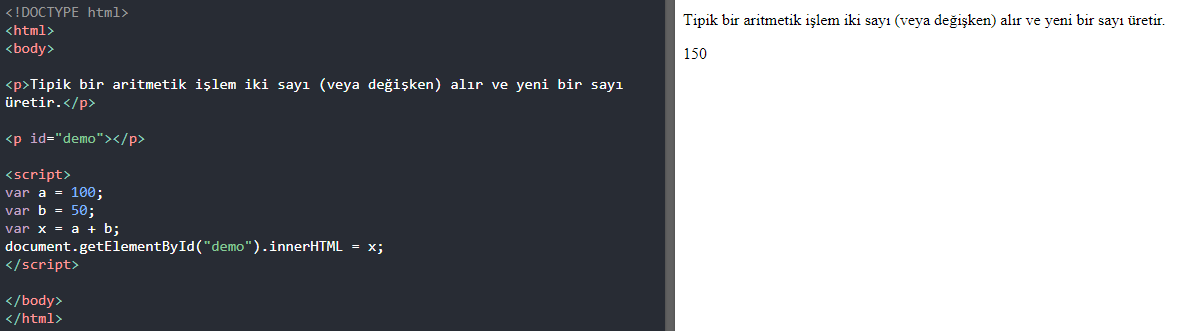 <!DOCTYPE html>
<html>
<body>
<p>Tipik bir aritmetik işlem iki sayı (veya değişken) alır ve yeni bir sayı
üretir.</p>
<p id="demo"></p>
<script>
var a = 100;
var b = 50;
var x = a + b;
document.getElementById("demo").innerHTML = x;
</script>
</body>
</html>
Tipik bir aritmetik işlem iki sayı (veya değişken) alır ve yeni bir sayı üretir.
150